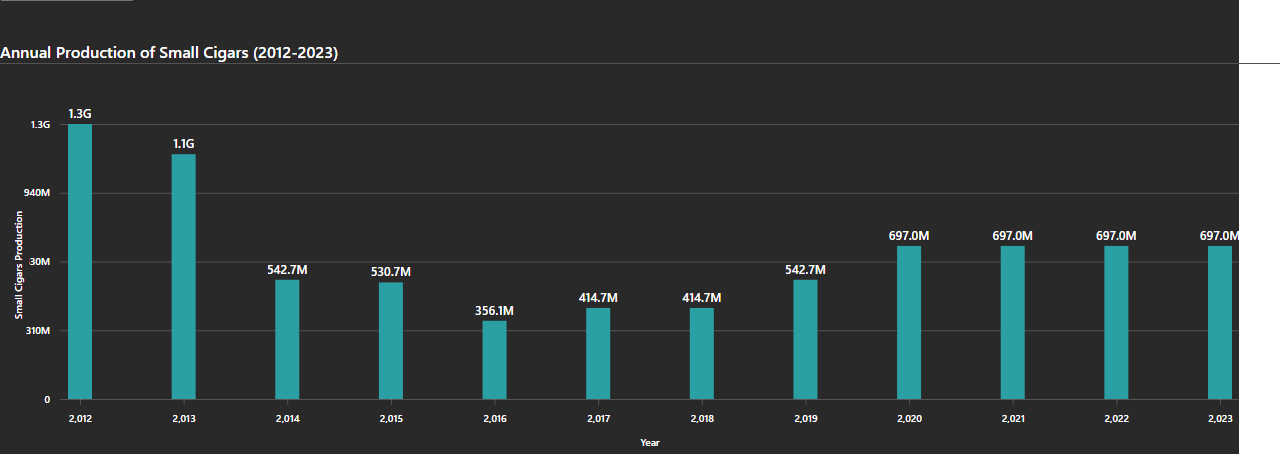 Annual Production of Small Cigars (2012-2023)
1.3G
1.1G
542.7M
530.7M
356.1M
414.7M
414.7M
542.7M
697.0M
697.0M
697.0M
697.0M
1.3G
940M
30M
310M
0
Small Cigars Production
2,012
2,013
2,014
2,015
2,016
2,017
2,018
2,019
2,020
2,021
2,022
2,023
Year